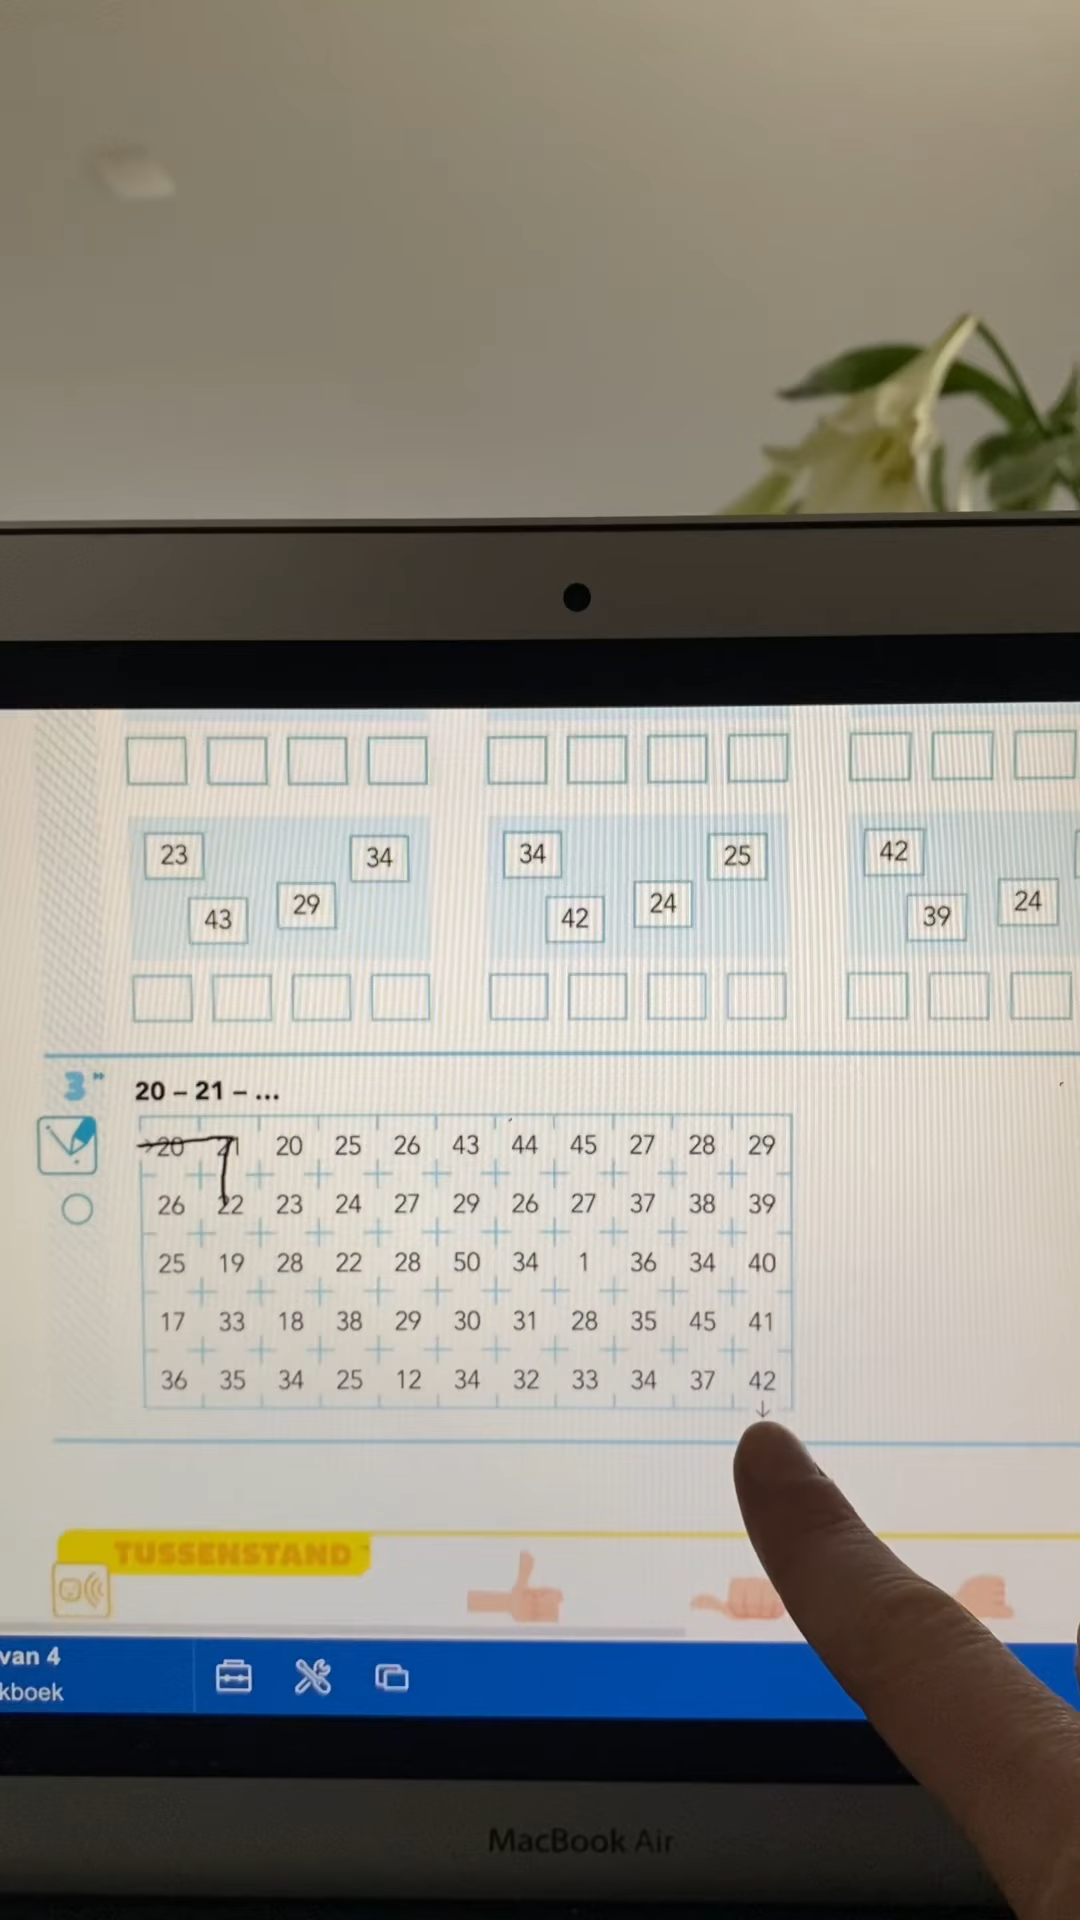 23 34 34 25 42
43 29 42 24 39 24
3
20 – 21 – ...
20 21 20 25 26 43 44 45 27 28 29
26 22 23 24 27 29 26 27 37 38 39
25 19 28 22 28 50 34 1 36 34 40
17 33 18 38 29 30 31 28 35 45 41
36 35 34 25 12 34 32 33 34 37 42
TUSSENSTAND
van 4
kboek
MacBook Air